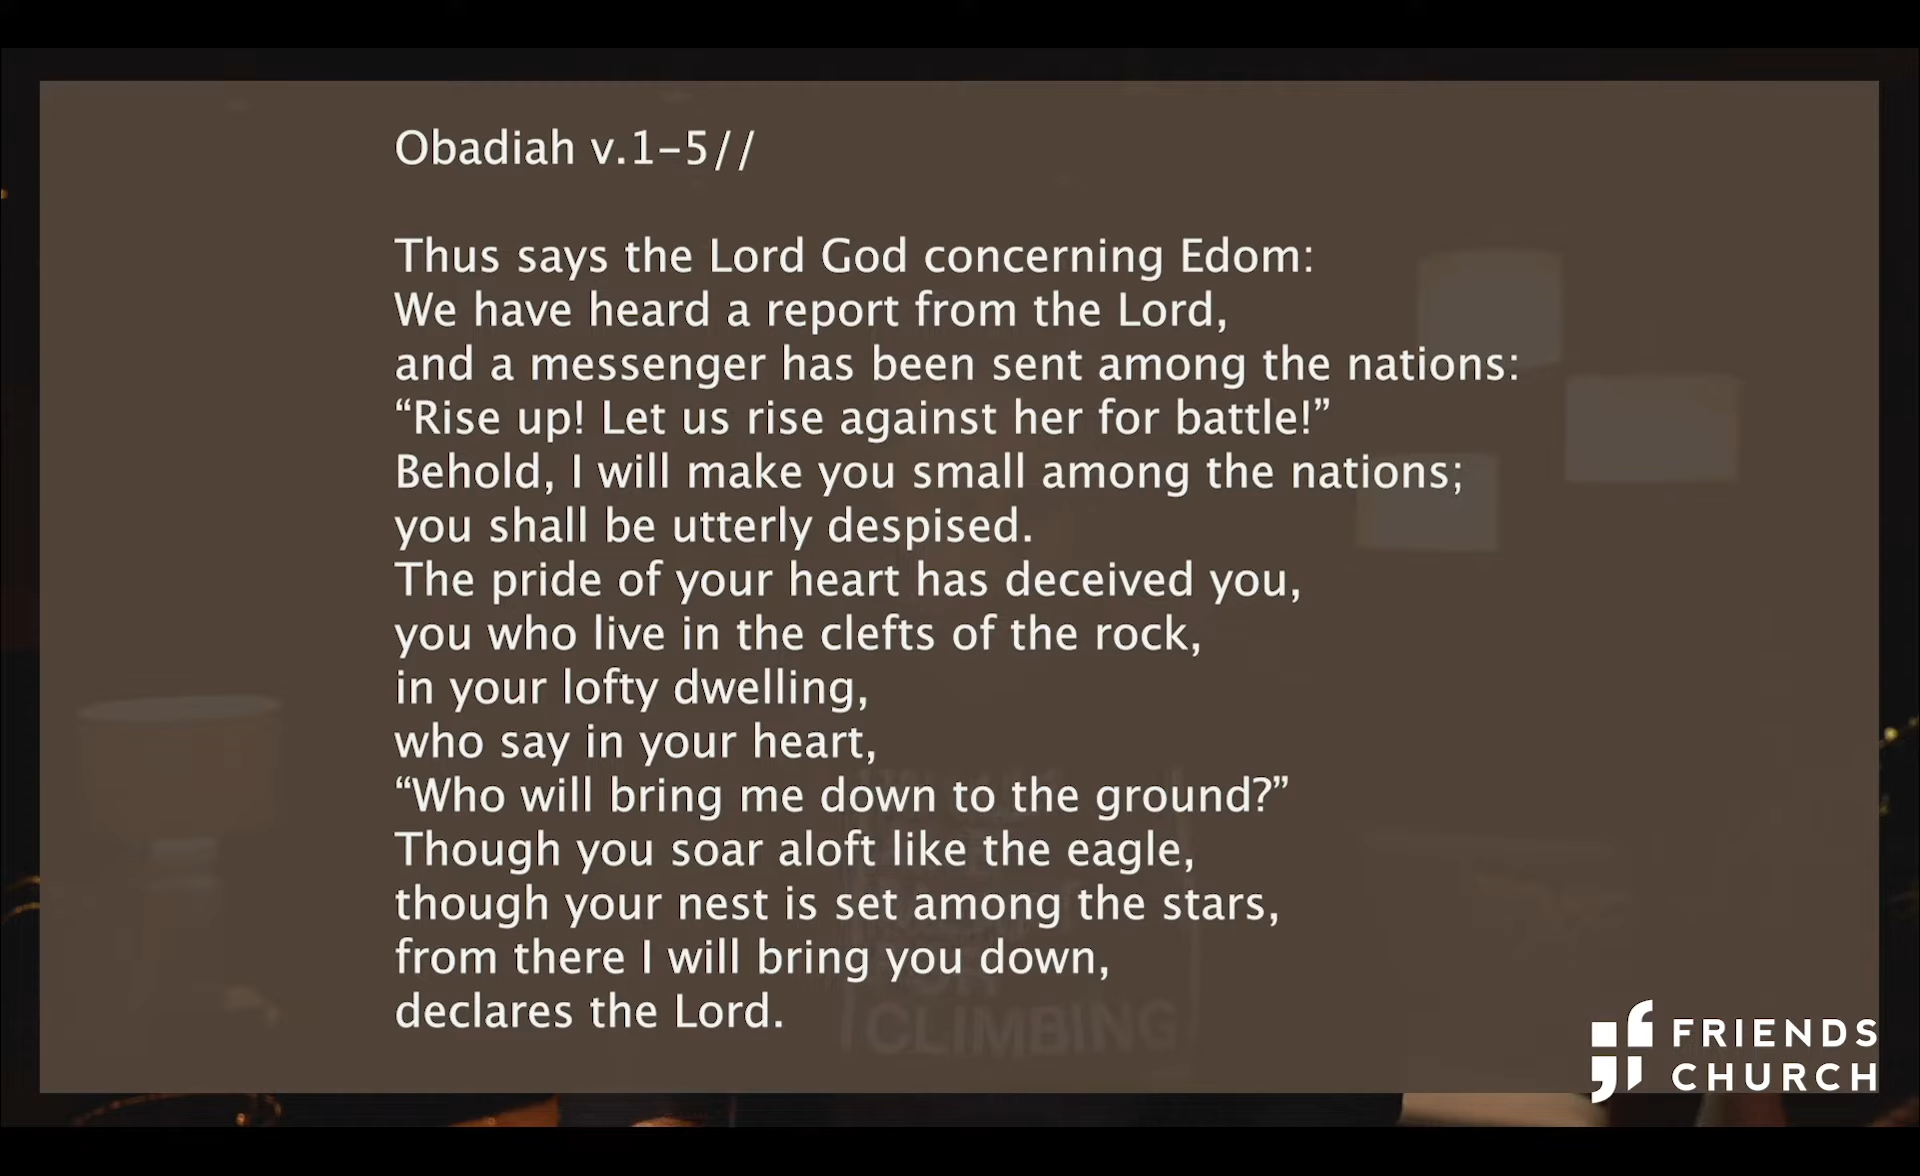 Obadiah v.1–5//
Thus says the Lord God concerning Edom:
We have heard a report from the Lord,
and a messenger has been sent among the nations:
“Rise up! Let us rise against her for battle!”
Behold, I will make you small among the nations;
you shall be utterly despised.
The pride of your heart has deceived you,
you who live in the clefts of the rock,
in your lofty dwelling,
who say in your heart,
“Who will bring me down to the ground?”
Though you soar aloft like the eagle,
though your nest is set among the stars,
from there I will bring you down,
declares the Lord.
CLIMBING
FRIENDS
CHURCH